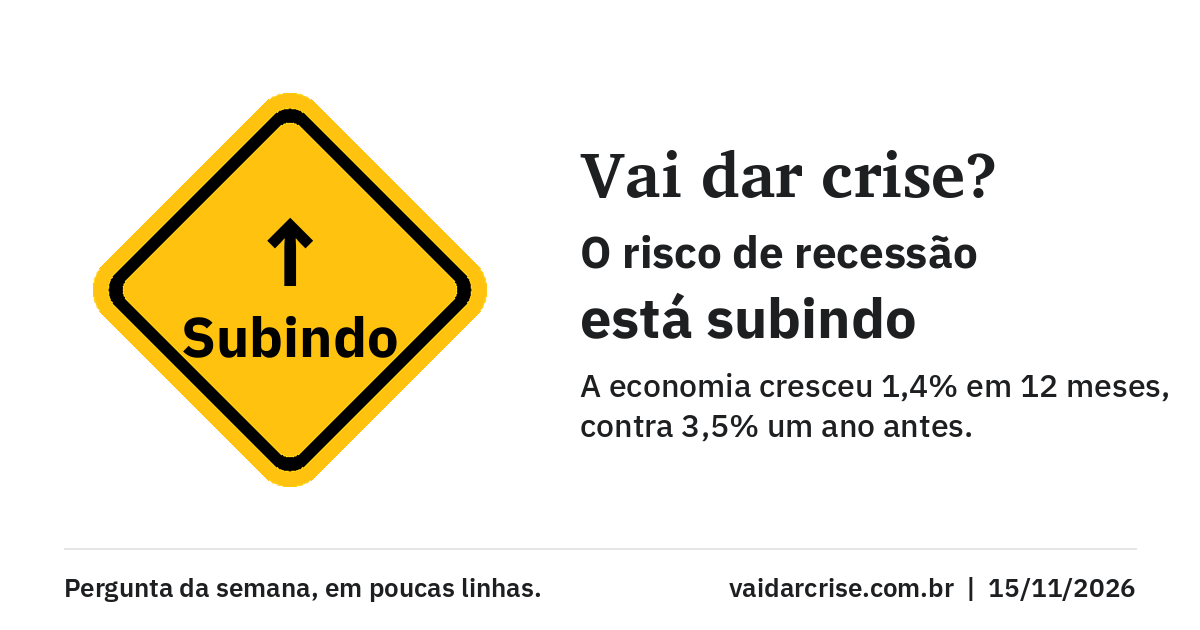 ↑
Subindo
Vai dar crise?
O risco de recessão
está subindo
A economia cresceu 1,4% em 12 meses,
contra 3,5% um ano antes.
Pergunta da semana, em poucas linhas.
vaidarcrise.com.br | 15/11/2026